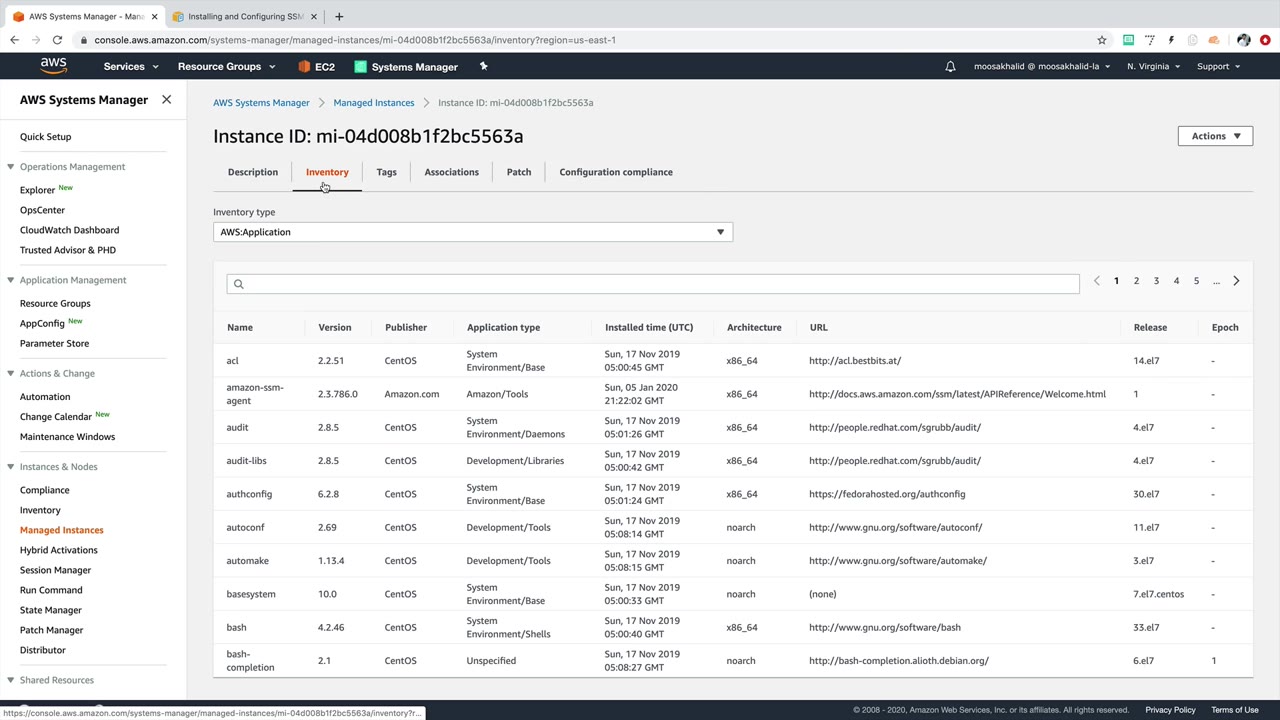 AWS Systems Manager - Mana
Installing and Configuring SSM
console.aws.amazon.com/systems-manager/managed-instances/mi-04d008b1f2bc5563a/inventory?region=us-east-1
aws
Services
Resource Groups
EC2
Systems Manager
moosakhalid @ moosakhalid-la
N. Virginia
Support
AWS Systems Manager
Quick Setup
Operations Management
Explorer New
OpsCenter
CloudWatch Dashboard
Trusted Advisor & PHD
Application Management
Resource Groups
AppConfig New
Parameter Store
Actions & Change
Automation
Change Calendar New
Maintenance Windows
Instances & Nodes
Compliance
Inventory
Managed Instances
Hybrid Activations
Session Manager
Run Command
State Manager
Patch Manager
Distributor
Shared Resources
AWS Systems Manager > Managed Instances > Instance ID: mi-04d008b1f2bc5563a
Instance ID: mi-04d008b1f2bc5563a
Actions
Description
Inventory
Tags
Associations
Patch
Configuration compliance
Inventory type
AWS:Application
1 2 3 4 5 ...
Name Version Publisher Application type Installed time (UTC) Architecture URL Release Epoch
acl 2.2.51 CentOS System Environment/Base Sun, 17 Nov 2019 05:00:45 GMT x86_64 http://acl.bestbits.at/ 14.el7 -
amazon-ssm-agent 2.3.786.0 Amazon.com Amazon/Tools Sun, 05 Jan 2020 21:22:02 GMT x86_64 http://docs.aws.amazon.com/ssm/latest/APIReference/Welcome.html 1 -
audit 2.8.5 CentOS System Environment/Daemons Sun, 17 Nov 2019 05:01:26 GMT x86_64 http://people.redhat.com/sgrubb/audit/ 4.el7 -
audit-libs 2.8.5 CentOS Development/Libraries Sun, 17 Nov 2019 05:00:42 GMT x86_64 http://people.redhat.com/sgrubb/audit/ 4.el7 -
authconfig 6.2.8 CentOS System Environment/Base Sun, 17 Nov 2019 05:01:24 GMT x86_64 https://fedorahosted.org/authconfig 30.el7 -
autoconf 2.69 CentOS Development/Tools Sun, 17 Nov 2019 05:08:14 GMT noarch http://www.gnu.org/software/autoconf/ 11.el7 -
automake 1.13.4 CentOS Development/Tools Sun, 17 Nov 2019 05:08:15 GMT noarch http://www.gnu.org/software/automake/ 3.el7 -
basesystem 10.0 CentOS System Environment/Base Sun, 17 Nov 2019 05:00:33 GMT noarch (none) 7.el7.centos -
bash 4.2.46 CentOS System Environment/Shells Sun, 17 Nov 2019 05:00:40 GMT x86_64 http://www.gnu.org/software/bash 33.el7 -
bash-completion 2.1 CentOS Unspecified Sun, 17 Nov 2019 05:08:27 GMT noarch http://bash-completion.alioth.debian.org/ 6.el7 1
https://console.aws.amazon.com/systems-manager/managed-instances/mi-04d008b1f2bc5563a/inventory?r...
© 2008 - 2020, Amazon Web Services, Inc. or its affiliates. All rights reserved.
Privacy Policy
Terms of Use